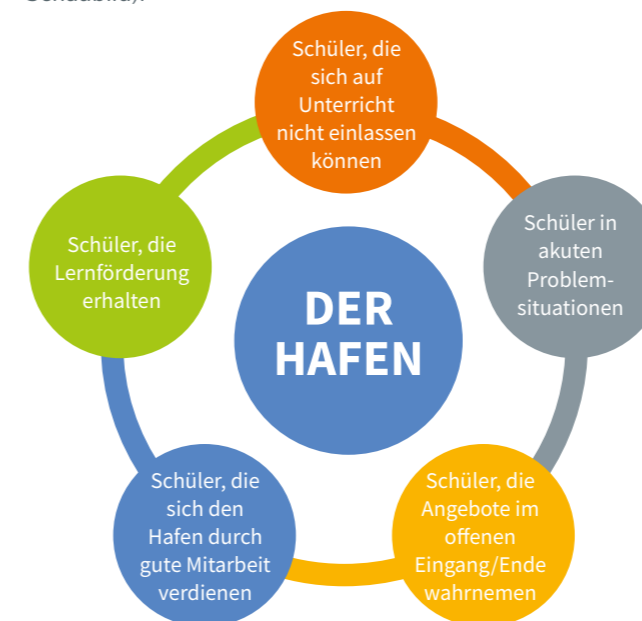 Schaubild).
Schüler, die
sich auf
Unterricht
nicht einlassen
können
Schüler in
akuten
Problem-
situationen
Schüler, die
Angebote im
offenen
Eingang/Ende
wahrnemen
Schüler, die
sich den
Hafen durch
gute Mitarbeit
verdienen
Schüler, die
Lernförderung
erhalten
DER
HAFEN